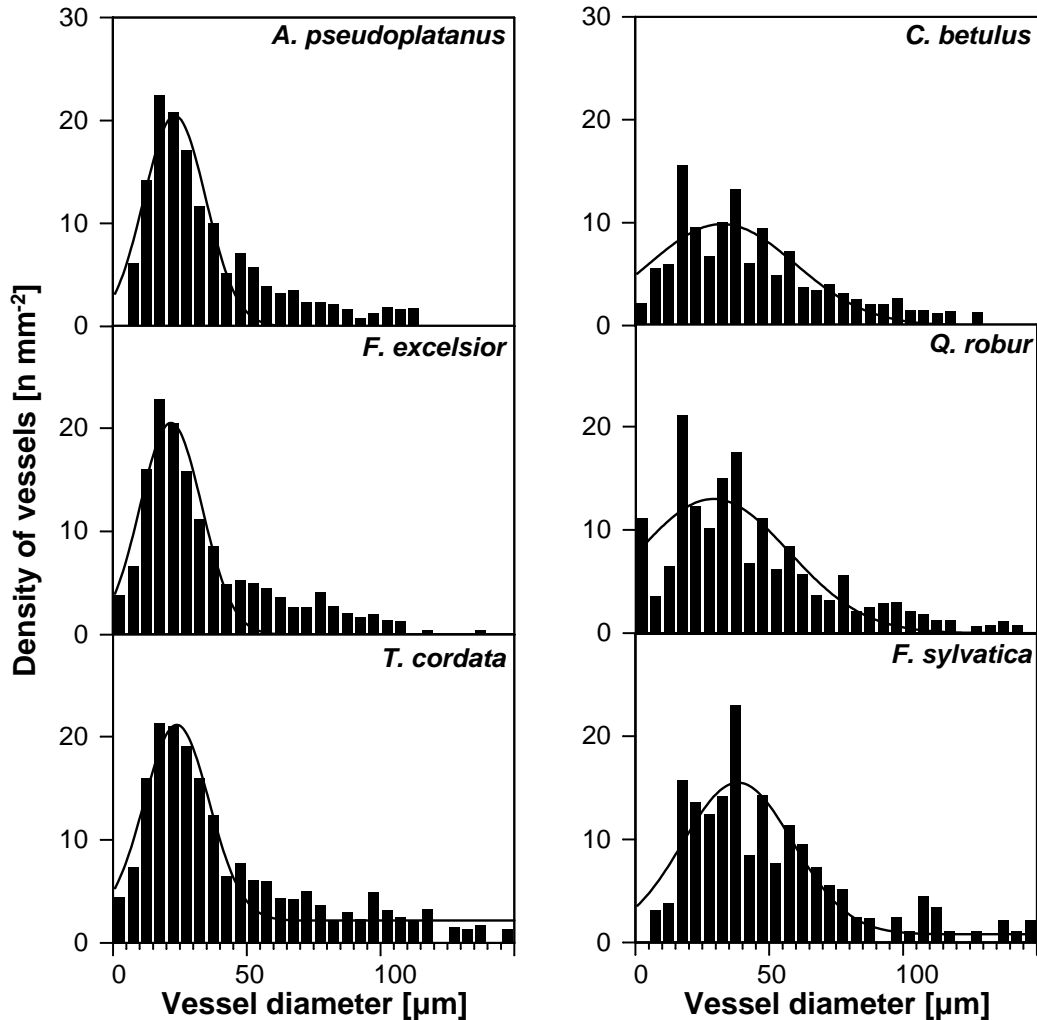 Density of vessels [n mm-2]
30
20
10
0
A. pseudoplatanus
C. betulus
30
20
10
0
20
10
0
F. excelsior
Q. robur
20
10
0
20
10
0
T. cordata
F. sylvatica
20
10
0
0 50 100
0 50 100
Vessel diameter [µm]
Vessel diameter [µm]